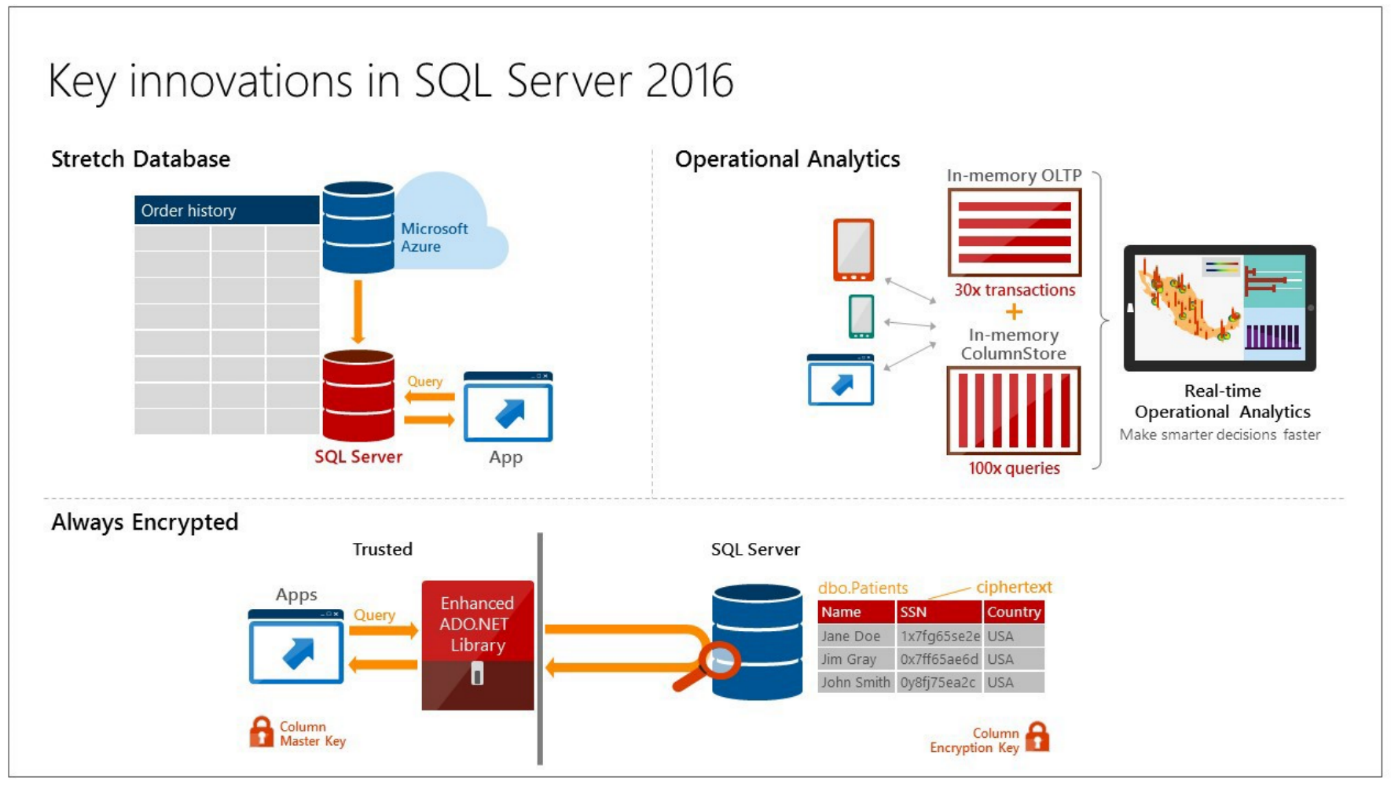 Key innovations in SQL Server 2016
Stretch Database
Order history
Microsoft
Azure
Query
SQL Server
App
Operational Analytics
In-memory OLTP
30x transactions
+
In-memory
ColumnStore
100x queries
Real-time
Operational Analytics
Make smarter decisions faster
Always Encrypted
Trusted
Apps
Query
Enhanced
ADO.NET
Library
Column
Master Key
SQL Server
dbo.Patients
ciphertext
Name SSN Country
Jane Doe 1x7fg65se2e USA
Jim Gray 0x7ff65ae6d USA
John Smith 0y8fj75ea2c USA
Column
Encryption Key